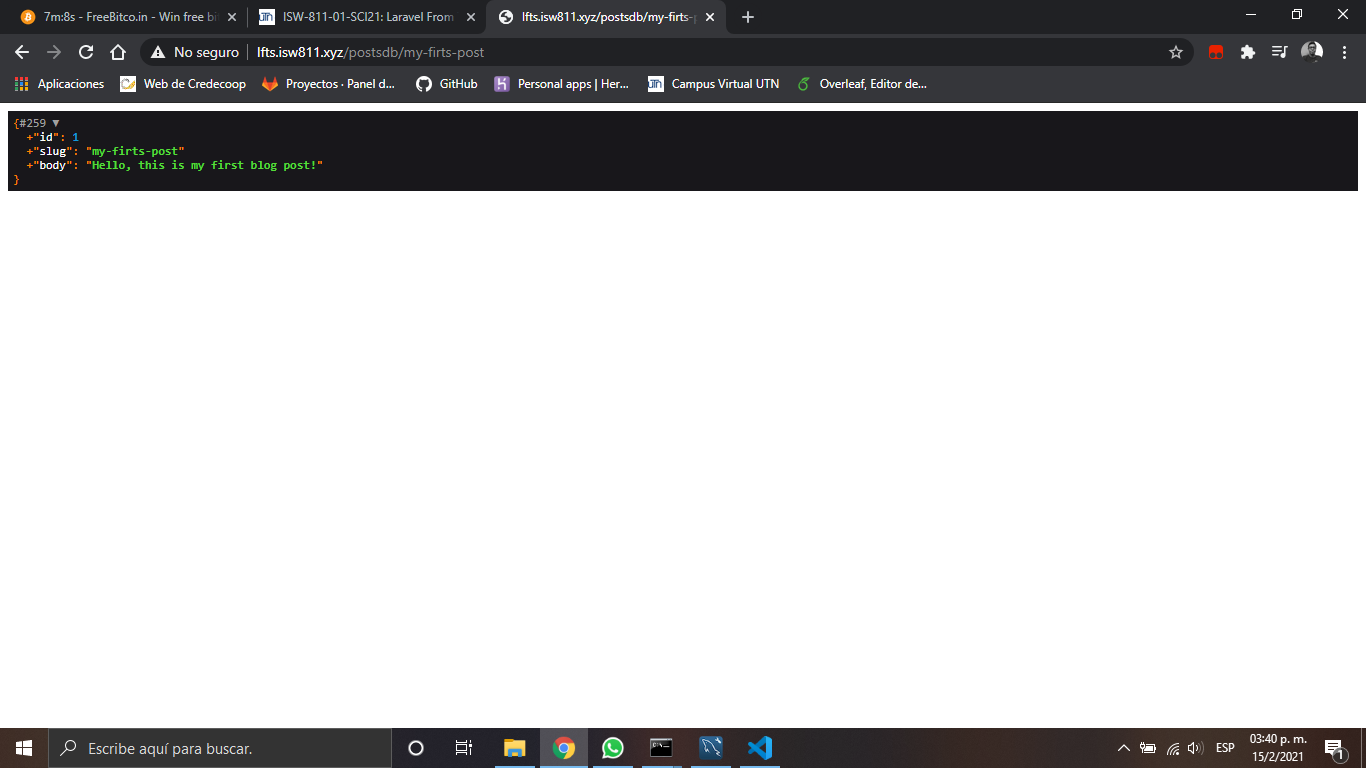 7m:8s - FreeBitco.in - Win free bi
ISW-811-01-SCI21: Laravel From
lfts.isw811.xyz/postsdb/my-firts-p
No seguro
lfts.isw811.xyz/postsdb/my-firts-post
Aplicaciones
Web de Credecoop
Proyectos · Panel d...
GitHub
Personal apps | Her...
Campus Virtual UTN
Overleaf, Editor de...
{#259 ▼
+"id": 1
+"slug": "my-firts-post"
+"body": "Hello, this is my first blog post!"
}
Escribe aquí para buscar.
ESP
03:40 p. m.
15/2/2021
1